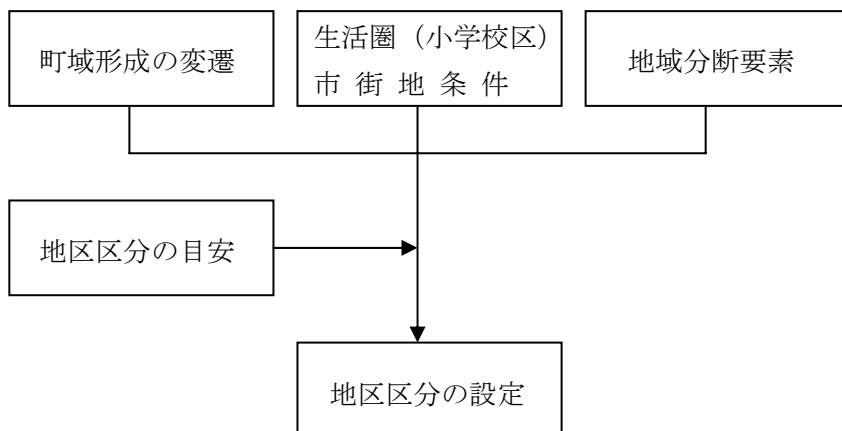 町域形成の変遷
生活圏（小学校区）
市街地条件
地域分断要素
地区区分の目安
地区区分の設定